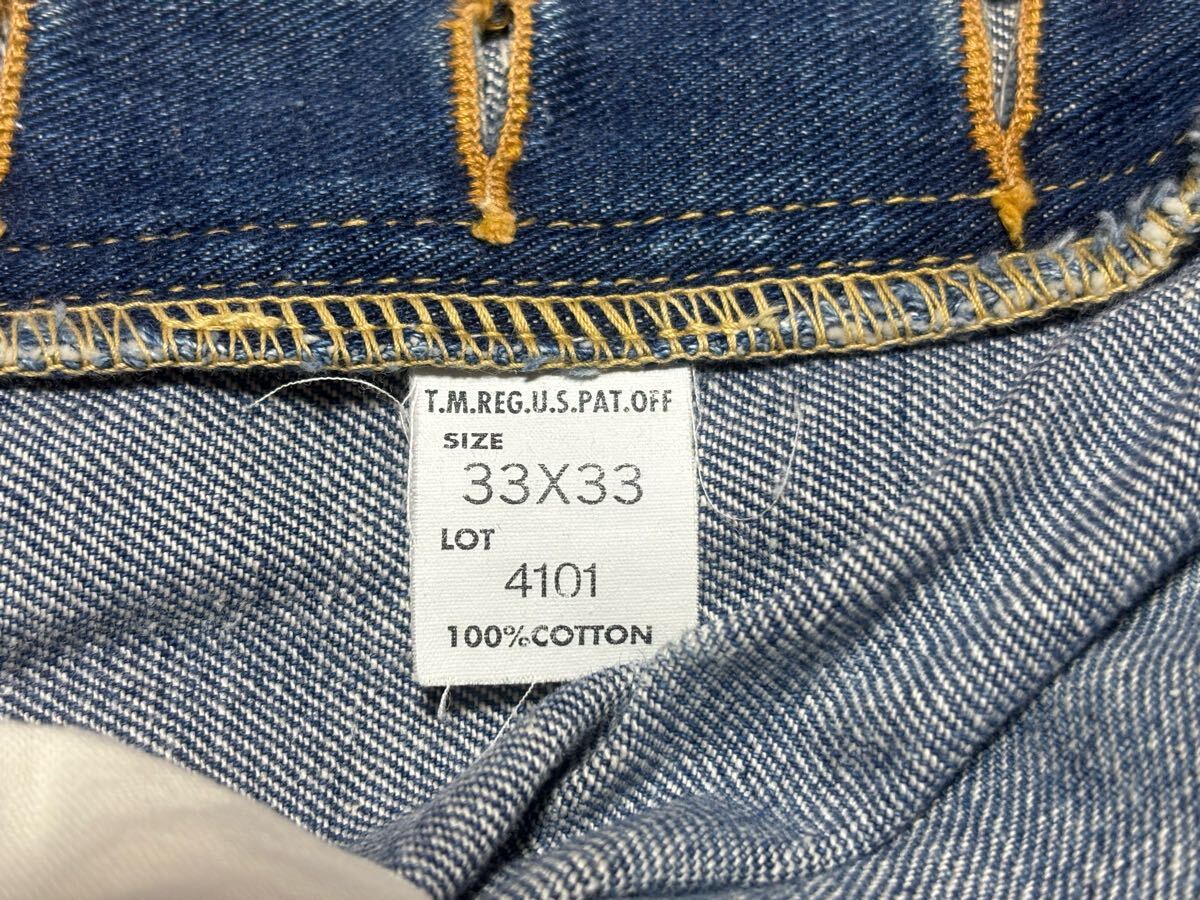 T.M.REG.U.S.PAT.OFF
SIZE
33X33
LOT
4101
100%COTTON